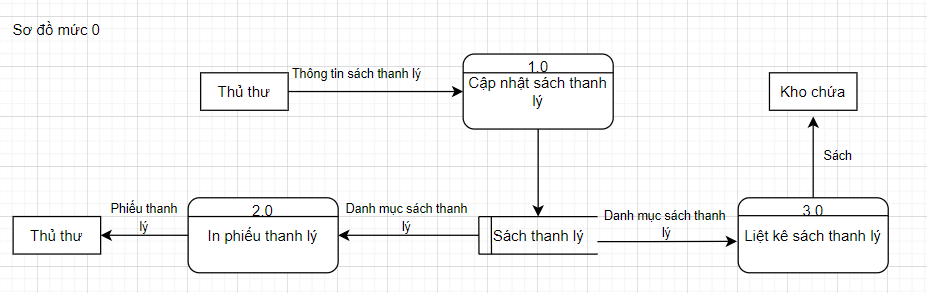 Sơ đồ mức 0
Thông tin sách thanh lý
Thủ thư
1.0
Cập nhật sách thanh
lý
Kho chứa
Sách
Phiếu thanh
lý
Thủ thư
2.0
In phiếu thanh lý
Danh mục sách thanh
lý
Sách thanh lý
Danh mục sách thanh
lý
3.0
Liệt kê sách thanh lý